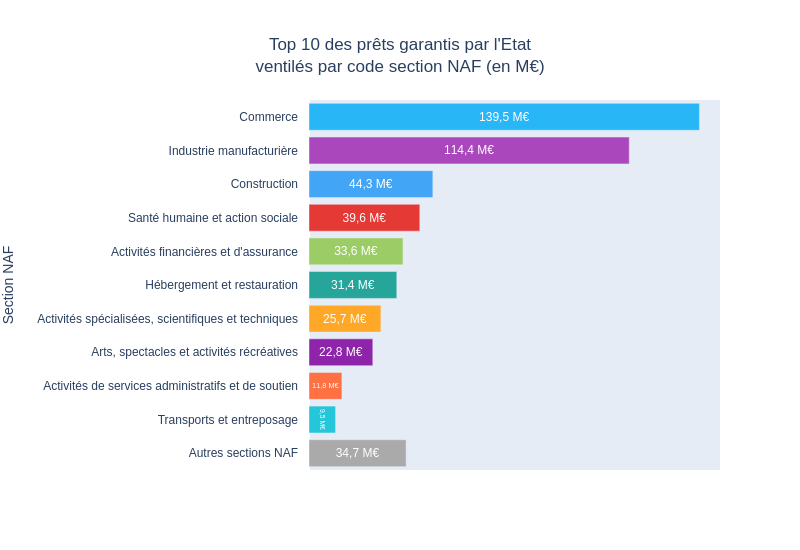 Top 10 des prêts garantis par l'Etat
ventilés par code section NAF (en M€)
Section NAF
Commerce 139,5 M€
Industrie manufacturière 114,4 M€
Construction 44,3 M€
Santé humaine et action sociale 39,6 M€
Activités financières et d'assurance 33,6 M€
Hébergement et restauration 31,4 M€
Activités spécialisées, scientifiques et techniques 25,7 M€
Arts, spectacles et activités récréatives 22,8 M€
Activités de services administratifs et de soutien 11,8 M€
Transports et entreposage 9,5 M€
Autres sections NAF 34,7 M€